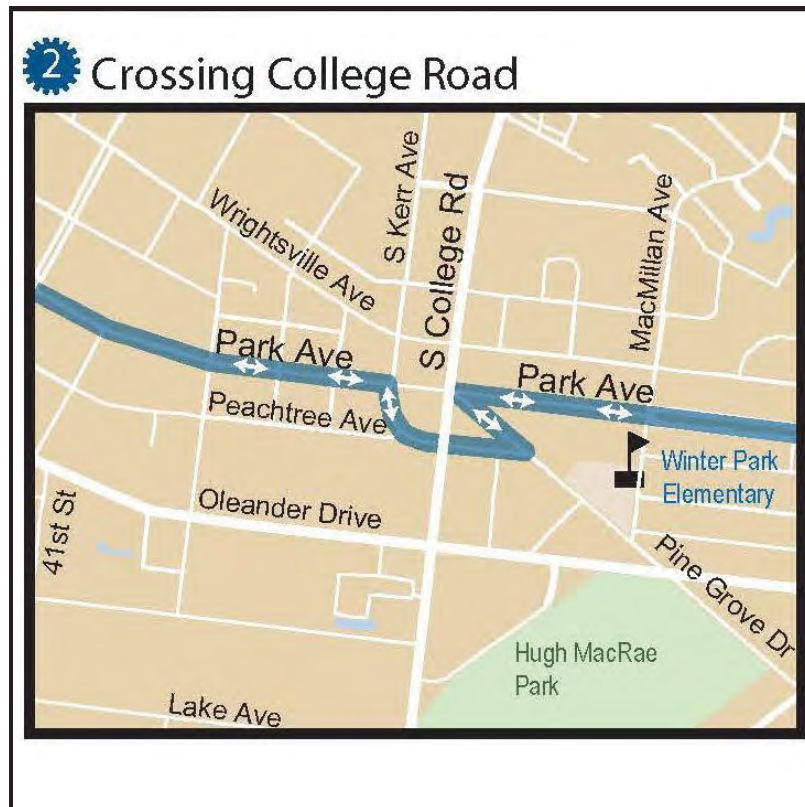 2 Crossing College Road
S Kerr Ave
S College Rd
Wrightsville Ave
MacMillan Ave
Park Ave
Park Ave
Peachtree Ave
Winter Park
Elementary
Oleander Drive
41st St
Pine Grove Dr
Hugh MacRae
Park
Lake Ave